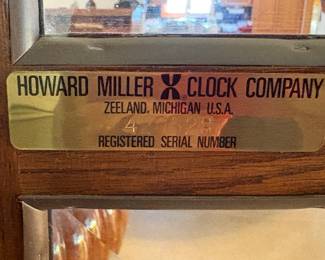 HOWARD MILLER CLOCK COMPANY
ZEELAND, MICHIGAN U.S.A.
REGISTERED SERIAL NUMBER